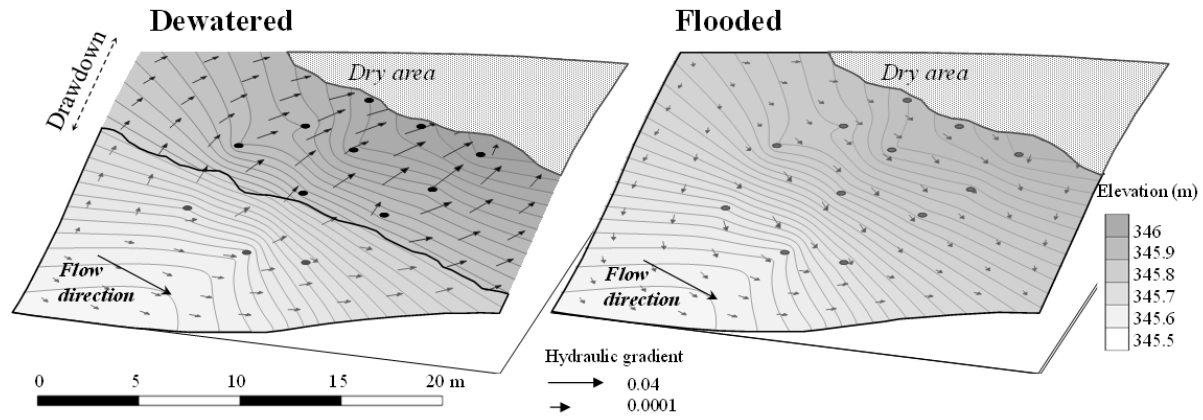 Dewatered
Flooded
Drawdown
Dry area
Dry area
Flow
direction
Flow
direction
Elevation (m)
346
345.9
345.8
345.7
345.6
345.5
Hydraulic gradient
0.04
0.0001
0 5 10 15 20 m